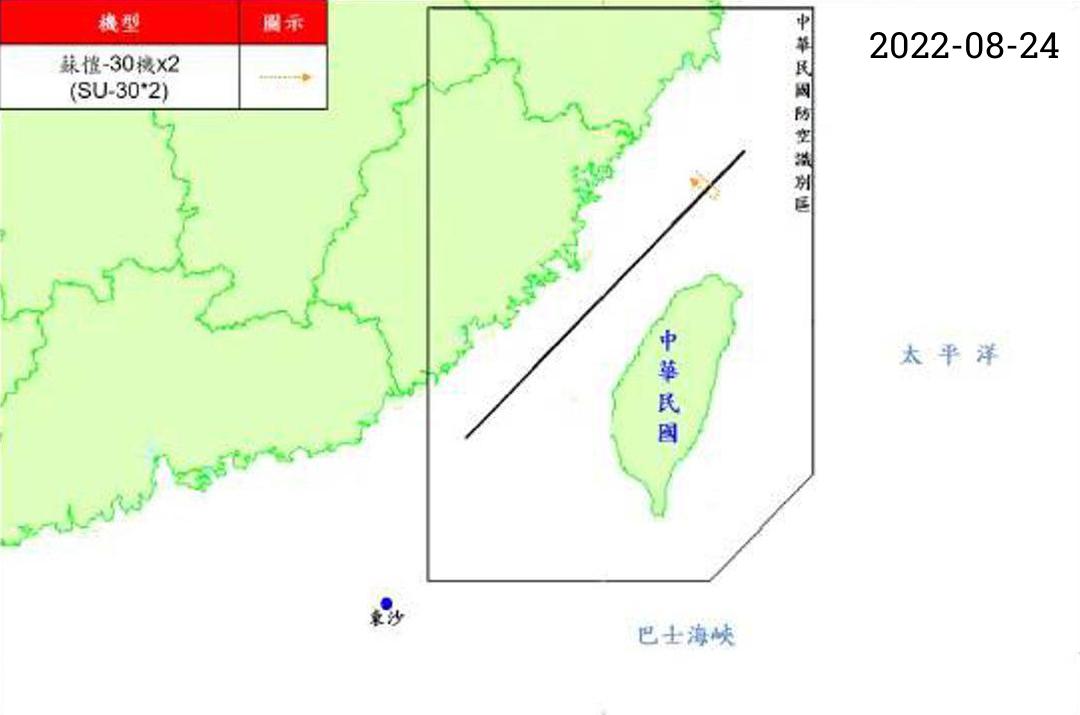 機型 圖示
蘇愷-30機x2
(SU-30*2)
2022-08-24
中華民國防空識別區
中華民國
太平洋
東沙
巴士海峽